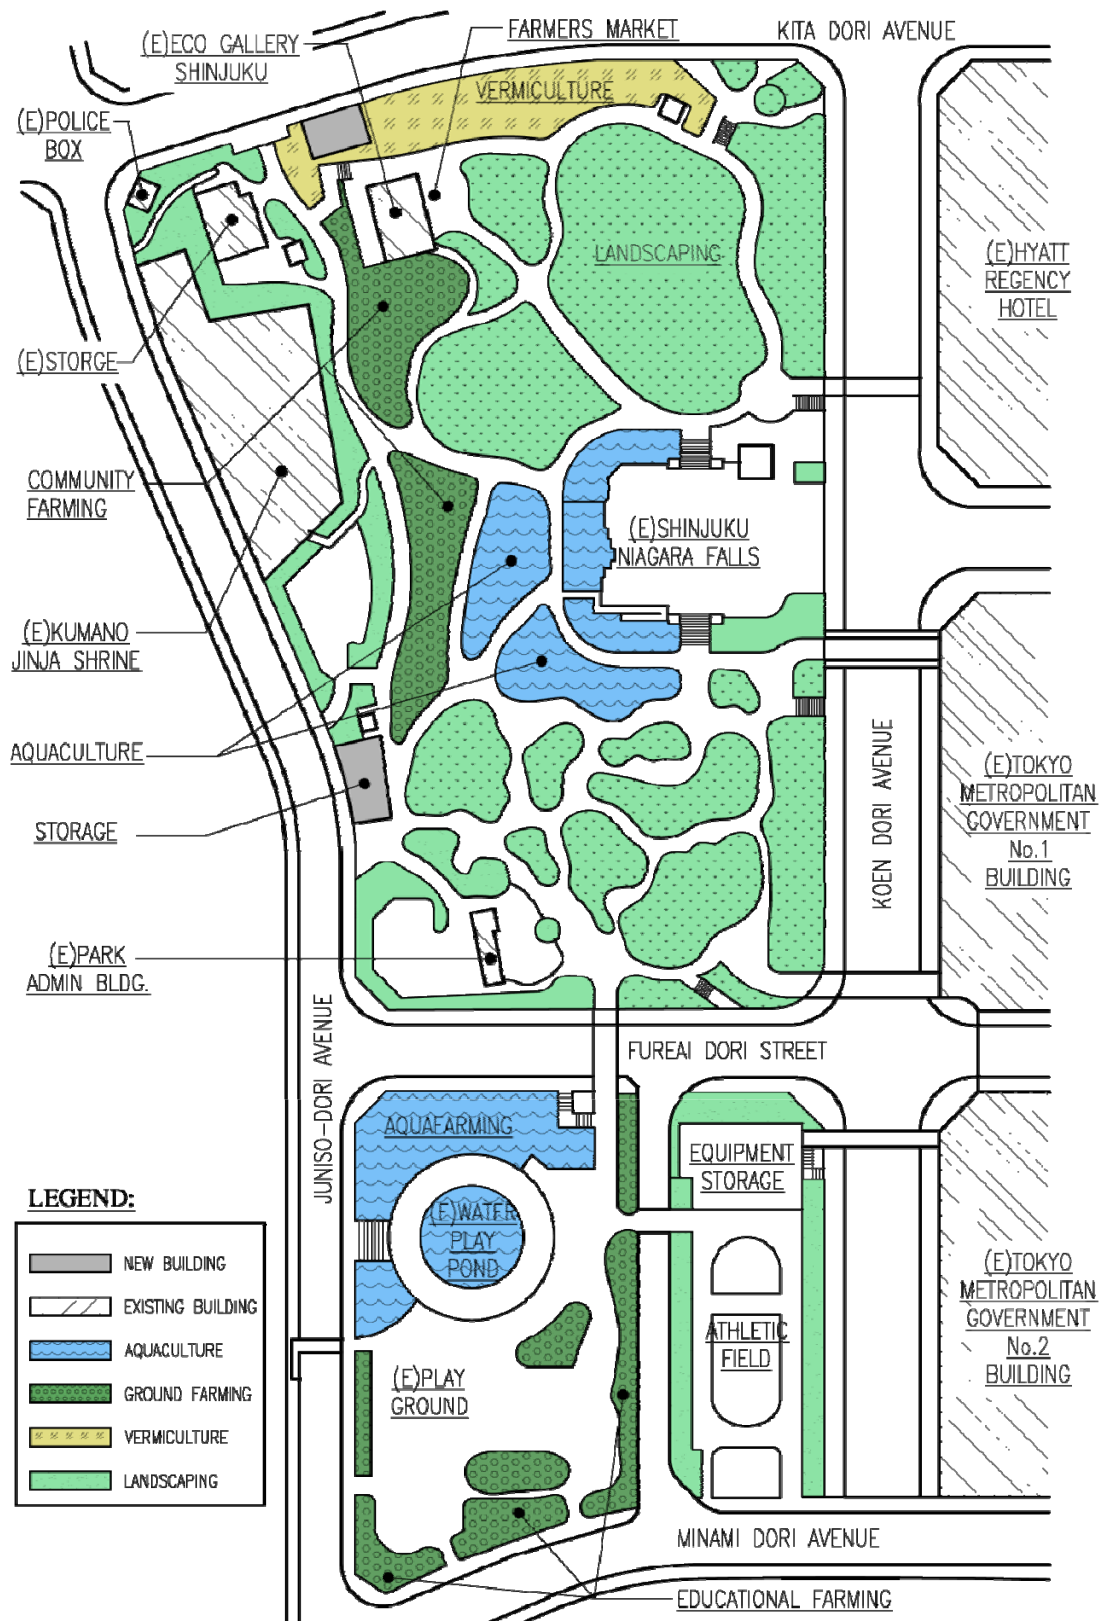 (E)ECO GALLERY
SHINJUKU
FARMERS MARKET
KITA DORI AVENUE
VERMICULTURE
(E)POLICE
BOX
LANDSCAPING
(E)HYATT
REGENCY
HOTEL
(E)STORGE
COMMUNITY
FARMING
(E)SHINJUKU
NIAGARA FALLS
(E)KUMANO
JINJA SHRINE
AQUACULTURE
KOEN DORI AVENUE
(E)TOKYO
METROPOLITAN
GOVERNMENT
No.1
BUILDING
STORAGE
(E)PARK
ADMIN BLDG.
JUNISO-DORI AVENUE
FUREAI DORI STREET
AQUAFARMING
EQUIPMENT
STORAGE
(E)WATER
PLAY
POND
(E)TOKYO
METROPOLITAN
GOVERNMENT
No.2
BUILDING
ATHLETIC
FIELD
(E)PLAY
GROUND
LEGEND:
NEW BUILDING
EXISTING BUILDING
AQUACULTURE
GROUND FARMING
VERMICULTURE
LANDSCAPING
MINAMI DORI AVENUE
EDUCATIONAL FARMING